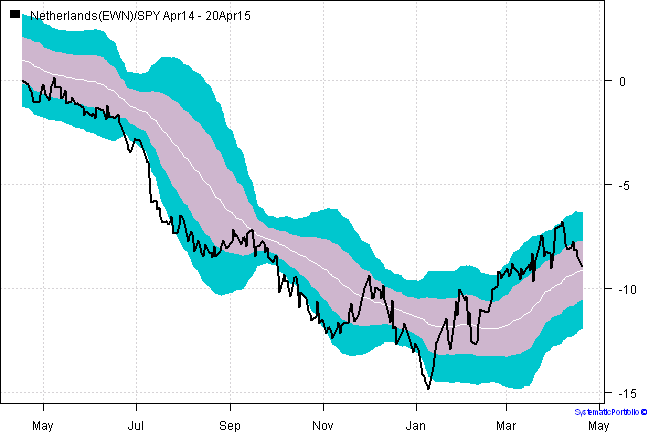 Netherlands(EWN)/SPY Apr14 - 20Apr15
0
-5
-10
-15
SystematicPortfolio ©
May Jul Sep Nov Jan Mar May